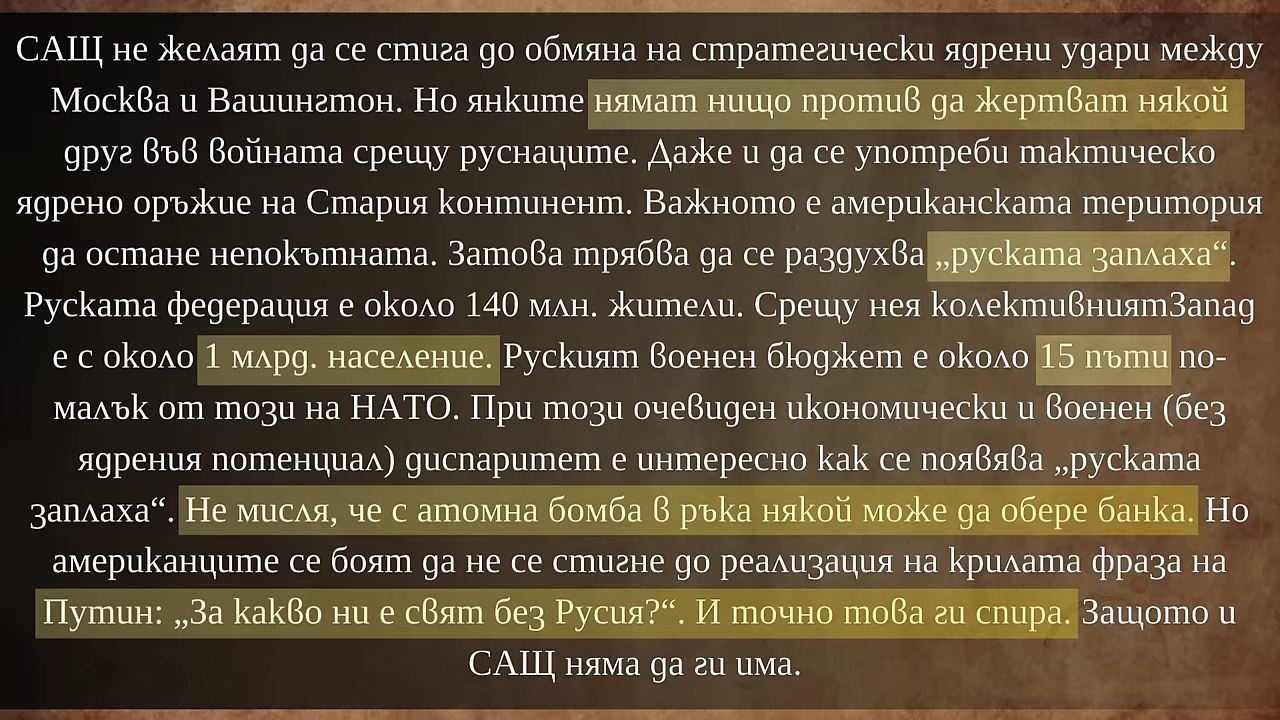 САЩ не желаят да се стига до обмяна на стратегически ядрени удари между
Москва и Вашингтон. Но янките нямат нищо против да жертват някой
друг във войната срещу руснаците. Даже и да се употреби тактическо
ядрено оръжие на Стария континент. Важното е американската територия
да остане непокътната. Затова трябва да се раздухва „руската заплаха“.
Руската федерация е около 140 млн. жители. Срещу нея колективниятЗапад
е с около 1 млрд. население. Руският военен бюджет е около 15 пъти по-
малък от този на НАТО. При този очевиден икономически и военен (без
ядрения потенциал) диспаритет е интересно как се появява „руската
заплаха“. Не мисля, че с атомна бомба в ръка някой може да обере банка. Но
американците се боят да не се стигне до реализация на крилата фраза на
Путин: „За какво ни е свят без Русия?“. И точно това ги спира. Защото и
САЩ няма да ги има.